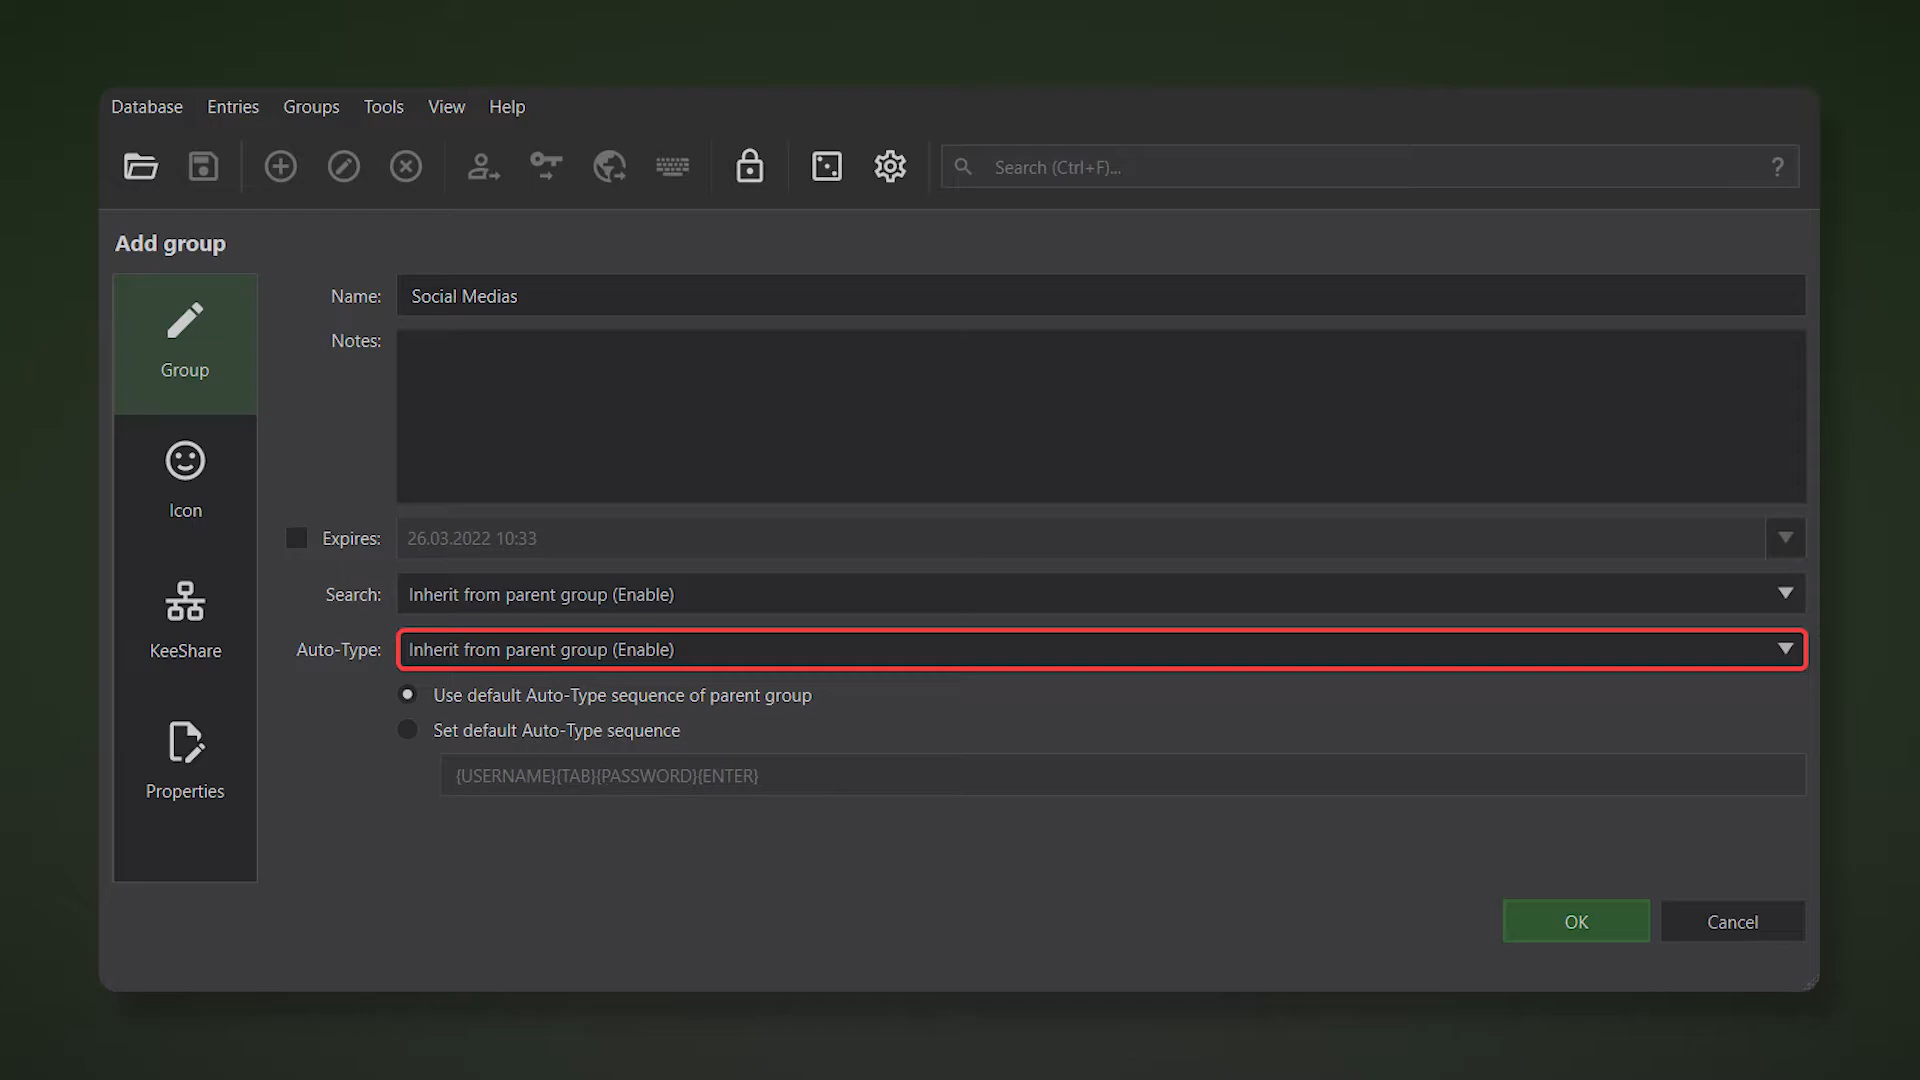 Database Entries Groups Tools View Help
Search (Ctrl+F)...
?
Add group
Group
Icon
KeeShare
Properties
Name: Social Medias
Notes:
Expires: 26.03.2022 10:33
Search: Inherit from parent group (Enable)
Auto-Type: Inherit from parent group (Enable)
Use default Auto-Type sequence of parent group
Set default Auto-Type sequence
{USERNAME}{TAB}{PASSWORD}{ENTER}
OK Cancel